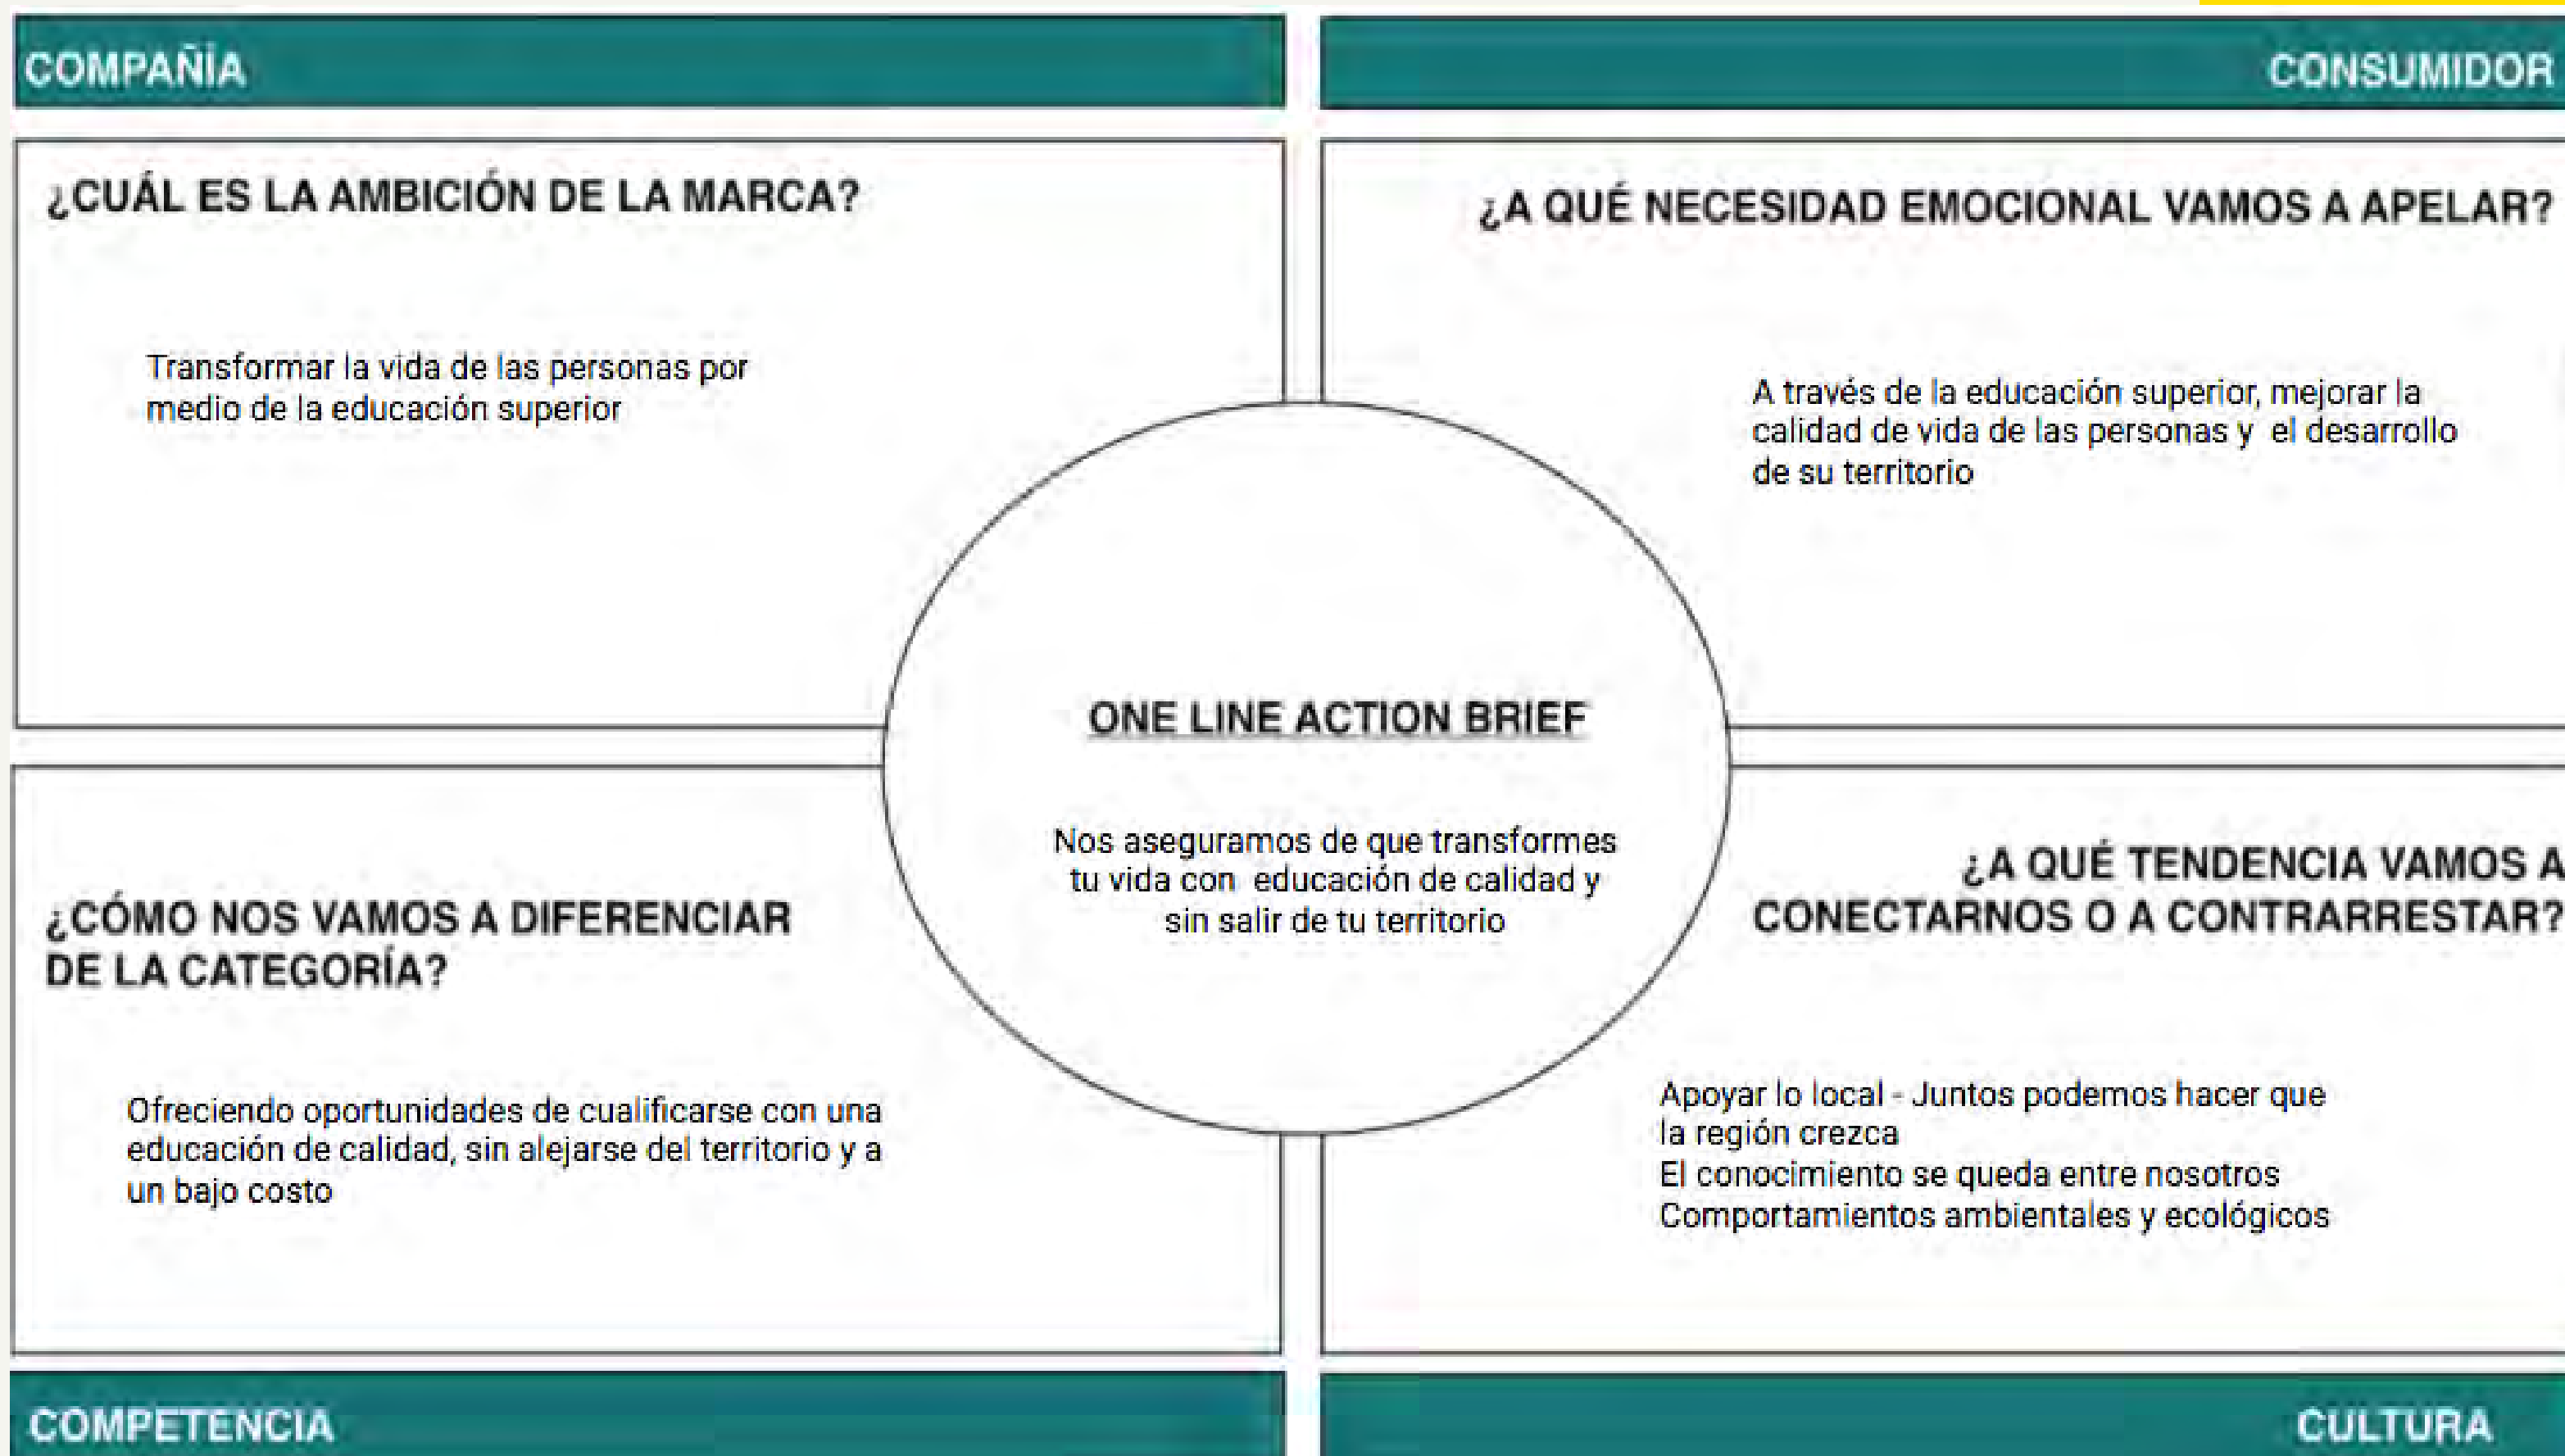 COMPAÑÍA
CONSUMIDOR
¿CUÁL ES LA AMBICIÓN DE LA MARCA?
Transformar la vida de las personas por
medio de la educación superior
¿A QUÉ NECESIDAD EMOCIONAL VAMOS A APELAR?
A través de la educación superior, mejorar la
calidad de vida de las personas y el desarrollo
de su territorio
ONE LINE ACTION BRIEF
Nos aseguramos de que transformes
tu vida con educación de calidad y
sin salir de tu territorio
¿CÓMO NOS VAMOS A DIFERENCIAR
DE LA CATEGORÍA?
Ofreciendo oportunidades de cualificarse con una
educación de calidad, sin alejarse del territorio y a
un bajo costo
¿A QUÉ TENDENCIA VAMOS A
CONECTARNOS O A CONTRARRESTAR?
Apoyar lo local - Juntos podemos hacer que
la región crezca
El conocimiento se queda entre nosotros
Comportamientos ambientales y ecológicos
COMPETENCIA
CULTURA